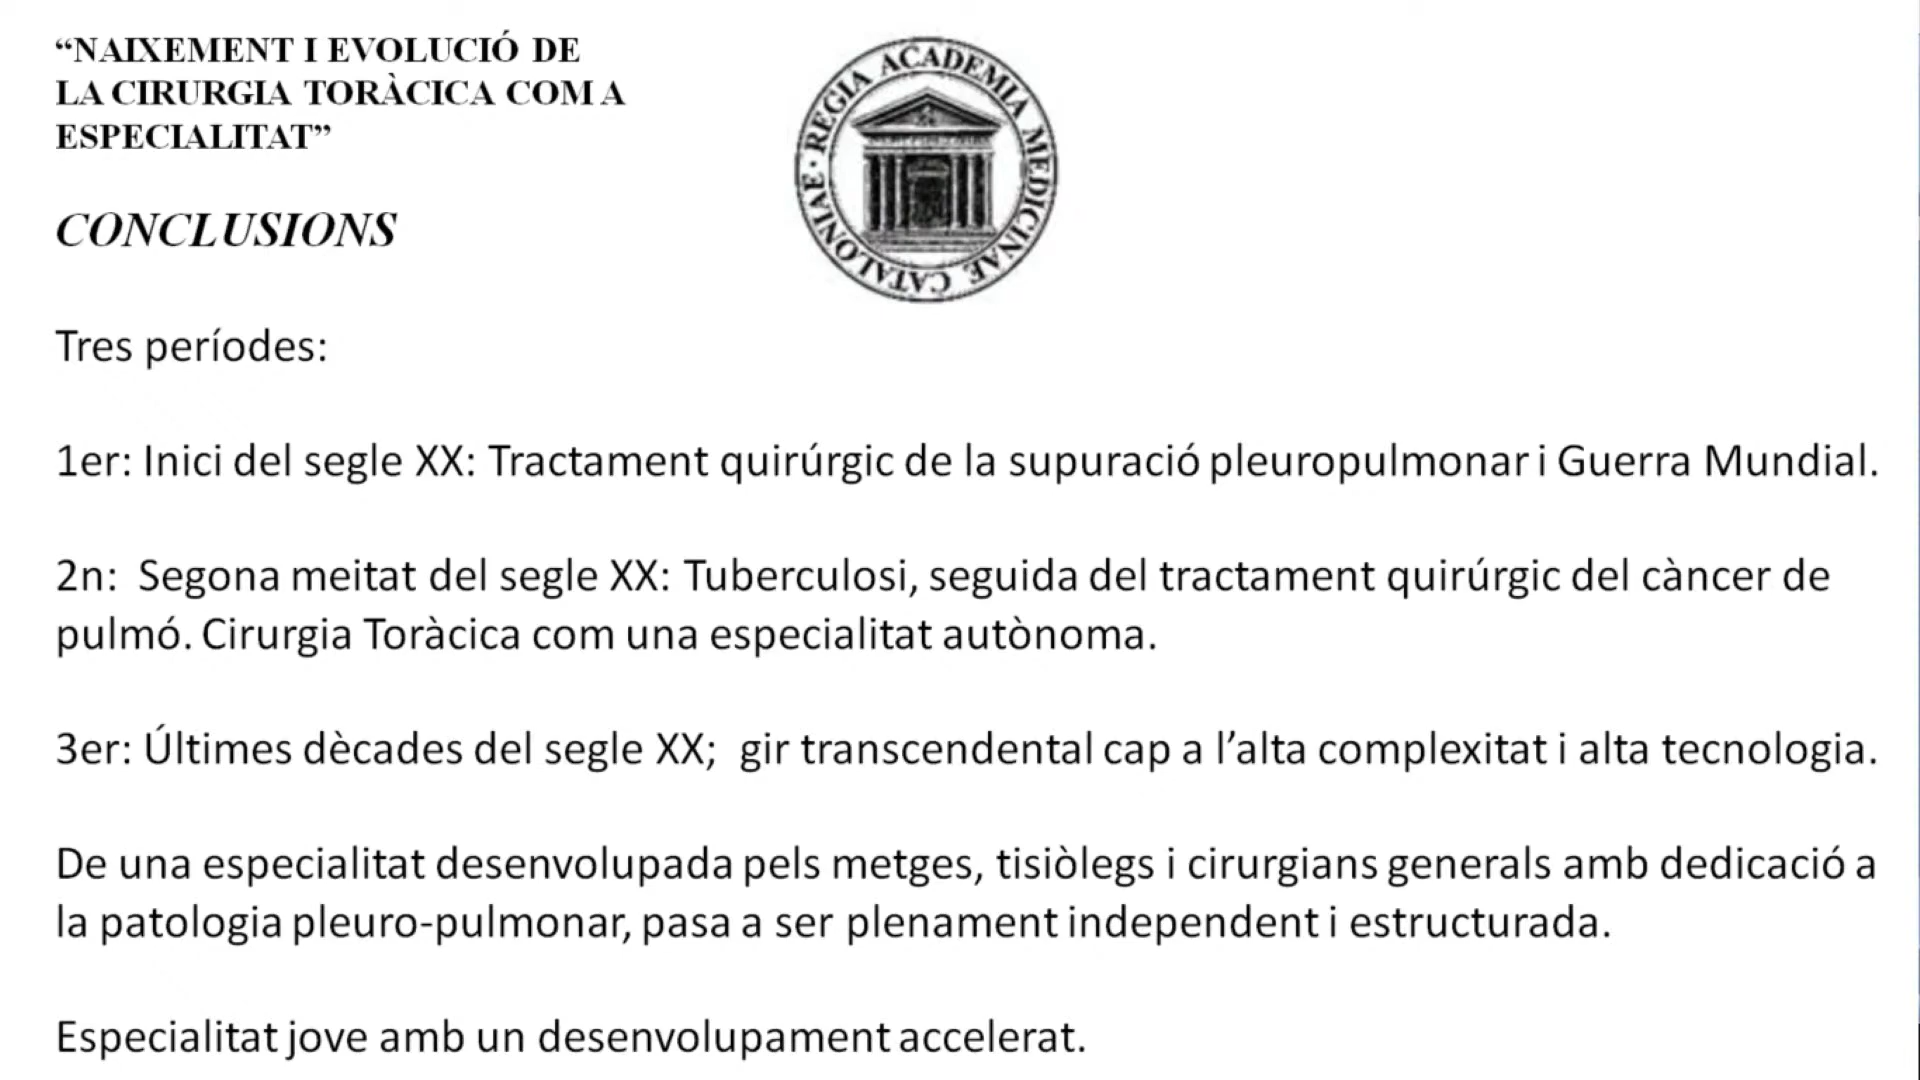 “NAIXEMENT I EVOLUCIÓ DE
LA CIRURGIA TORÀCICA COM A
ESPECIALITAT”
REGIA ACADEMIA MEDICINAE CATALONIAE ·
CONCLUSIONS
Tres períodes:
1er: Inici del segle XX: Tractament quirúrgic de la supuració pleuropulmonar i Guerra Mundial.
2n: Segona meitat del segle XX: Tuberculosi, seguida del tractament quirúrgic del càncer de
pulmó. Cirurgia Toràcica com una especialitat autònoma.
3er: Últimes dècades del segle XX; gir transcendental cap a l’alta complexitat i alta tecnologia.
De una especialitat desenvolupada pels metges, tisiòlegs i cirurgians generals amb dedicació a
la patologia pleuro-pulmonar, pasa a ser plenament independent i estructurada.
Especialitat jove amb un desenvolupament accelerat.